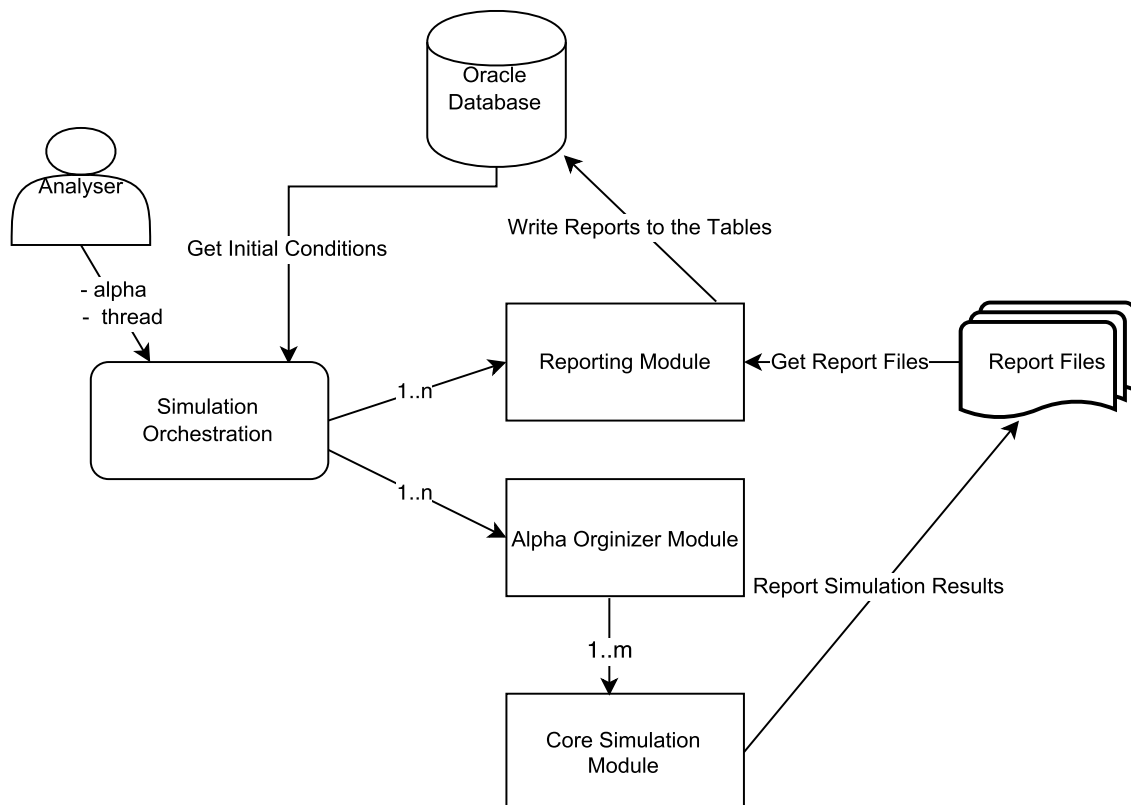 Oracle
Database
Analyser
Write Reports to the Tables
Get Initial Conditions
- alpha
- thread
Reporting Module
Get Report Files
Report Files
1..n
Simulation
Orchestration
1..n
Alpha Orginizer Module
Report Simulation Results
1..m
Core Simulation
Module